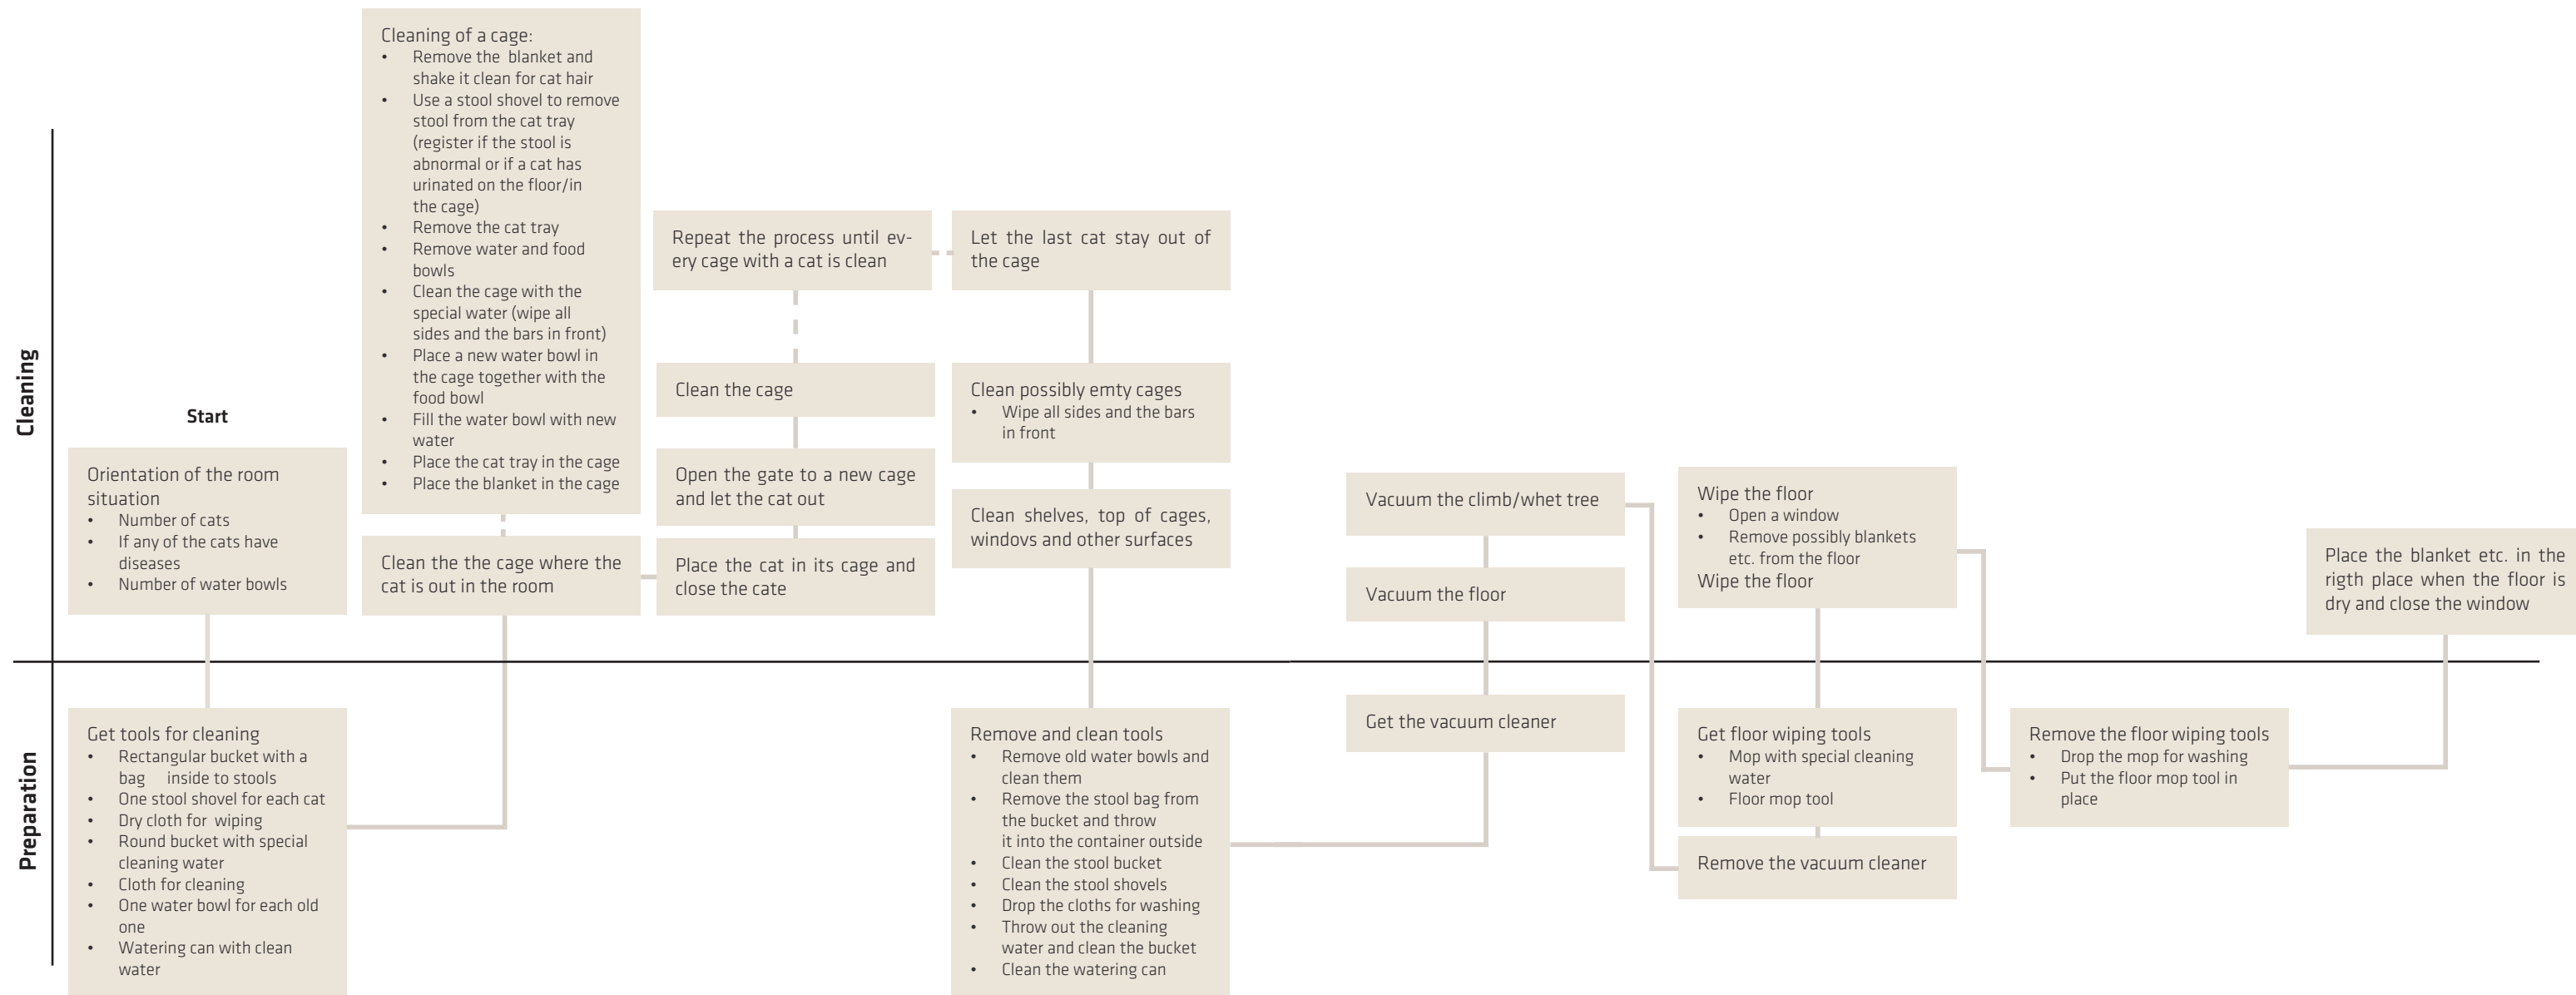 Cleaning
Preparation
Start
Orientation of the room
situation
• Number of cats
• If any of the cats have
diseases
• Number of water bowls
Get tools for cleaning
• Rectangular bucket with a
bag inside to stools
• One stool shovel for each cat
• Dry cloth for wiping
• Round bucket with special
cleaning water
• Cloth for cleaning
• One water bowl for each old
one
• Watering can with clean
water
Cleaning of a cage:
• Remove the blanket and
shake it clean for cat hair
• Use a stool shovel to remove
stool from the cat tray
(register if the stool is
abnormal or if a cat has
urinated on the floor/in
the cage)
• Remove the cat tray
• Remove water and food
bowls
• Clean the cage with the
special water (wipe all
sides and the bars in front)
• Place a new water bowl in
the cage together with the
food bowl
• Fill the water bowl with new
water
• Place the cat tray in the cage
• Place the blanket in the cage
Clean the the cage where the
cat is out in the room
Place the cat in its cage and
close the cate
Open the gate to a new cage
and let the cat out
Clean the cage
Repeat the process until ev-
ery cage with a cat is clean
Let the last cat stay out of
the cage
Clean possibly emty cages
• Wipe all sides and the bars
in front
Clean shelves, top of cages,
windovs and other surfaces
Remove and clean tools
• Remove old water bowls and
clean them
• Remove the stool bag from
the bucket and throw
it into the container outside
• Clean the stool bucket
• Clean the stool shovels
• Drop the cloths for washing
• Throw out the cleaning
water and clean the bucket
• Clean the watering can
Get the vacuum cleaner
Vacuum the floor
Vacuum the climb/whet tree
Remove the vacuum cleaner
Get floor wiping tools
• Mop with special cleaning
water
• Floor mop tool
Wipe the floor
• Open a window
• Remove possibly blankets
etc. from the floor
Wipe the floor
Remove the floor wiping tools
• Drop the mop for washing
• Put the floor mop tool in
place
Place the blanket etc. in the
rigth place when the floor is
dry and close the window